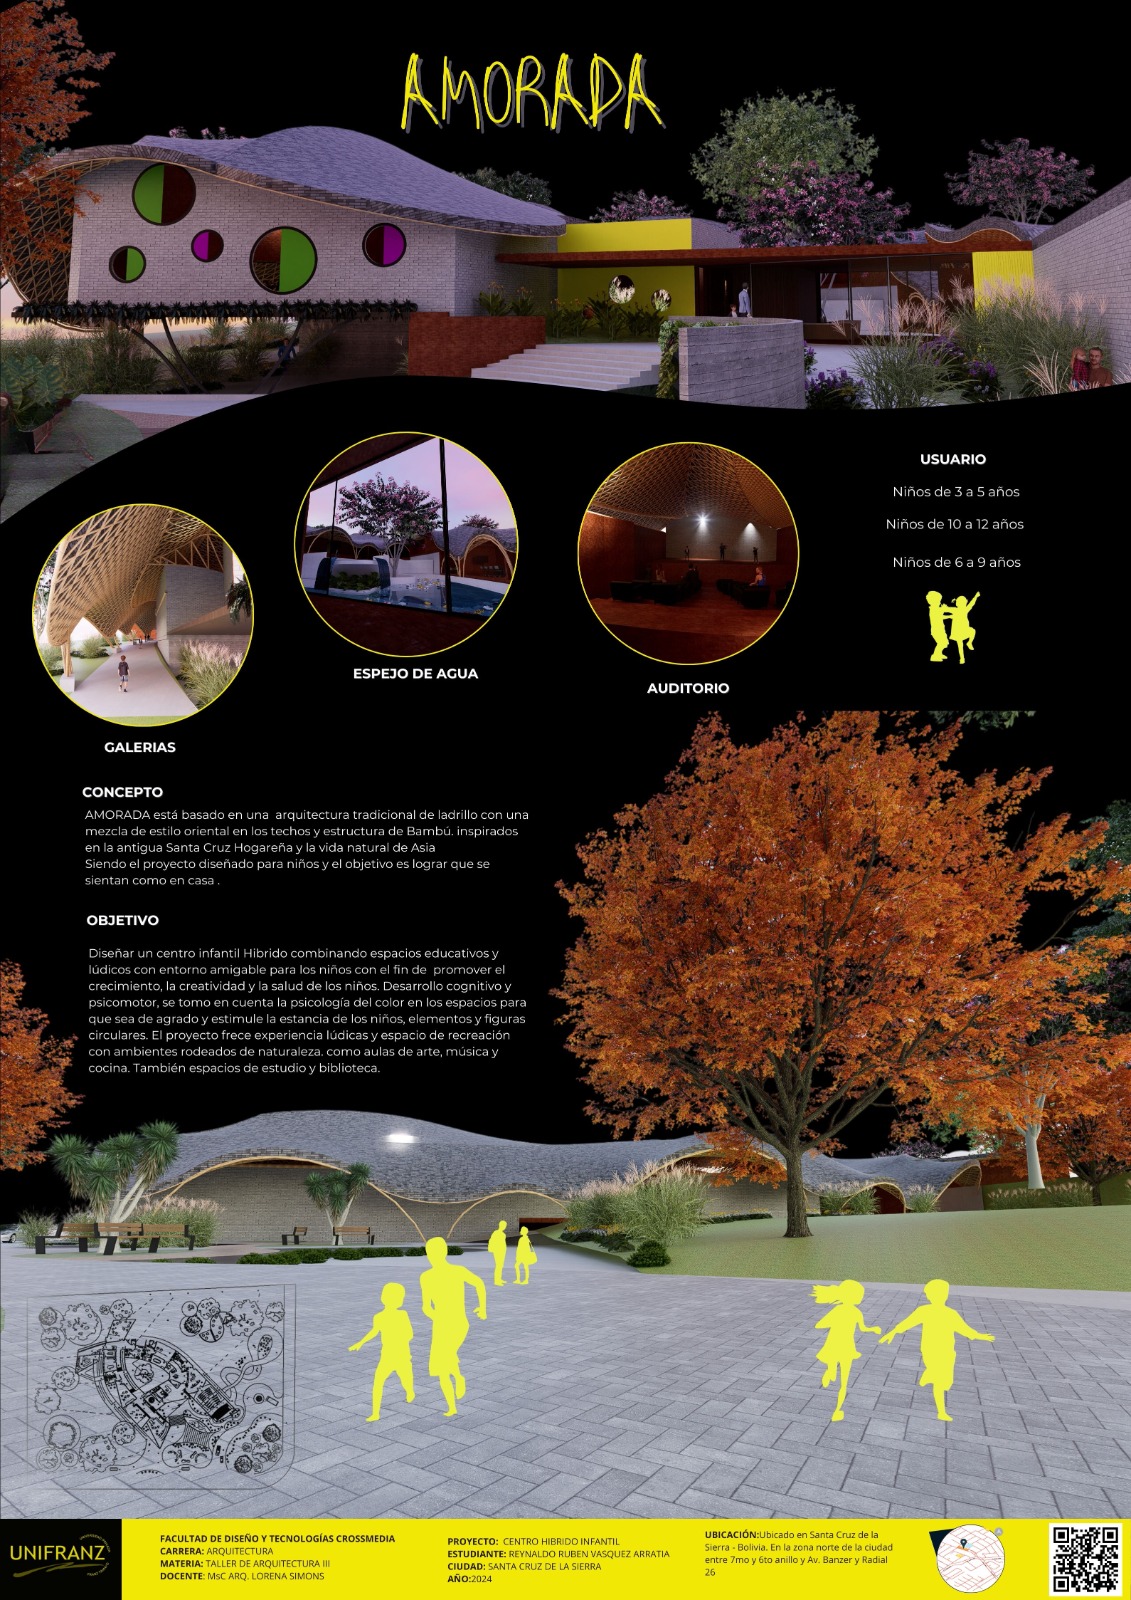 AMORADA
USUARIO
Niños de 3 a 5 años
Niños de 10 a 12 años
Niños de 6 a 9 años
ESPEJO DE AGUA
AUDITORIO
GALERIAS
CONCEPTO
AMORADA está basado en una arquitectura tradicional de ladrillo con una
mezcla de estilo oriental en los techos y estructura de Bambú. inspirados
en la antigua Santa Cruz Hogareña y la vida natural de Asia
Siendo el proyecto diseñado para niños y el objetivo es lograr que se
sientan como en casa .
OBJETIVO
Diseñar un centro infantil Hibrido combinando espacios educativos y
lúdicos con entorno amigable para los niños con el fin de promover el
crecimiento, la creatividad y la salud de los niños. Desarrollo cognitivo y
psicomotor, se tomo en cuenta la psicología del color en los espacios para
que sea de agrado y estimule la estancia de los niños, elementos y figuras
circulares. El proyecto frece experiencia lúdicas y espacio de recreación
con ambientes rodeados de naturaleza. como aulas de arte, música y
cocina. También espacios de estudio y biblioteca.
UNIFRANZ
FACULTAD DE DISEÑO Y TECNOLOGÍAS CROSSMEDIA
CARRERA: ARQUITECTURA
MATERIA: TALLER DE ARQUITECTURA III
DOCENTE: MsC ARQ. LORENA SIMONS
PROYECTO: CENTRO HIBRIDO INFANTIL
ESTUDIANTE: REYNALDO RUBEN VASQUEZ ARRATIA
CIUDAD: SANTA CRUZ DE LA SIERRA
AÑO:2024
UBICACIÓN:Ubicado en Santa Cruz de la
Sierra - Bolivia. En la zona norte de la ciudad
entre 7mo y 6to anillo y Av. Banzer y Radial
26